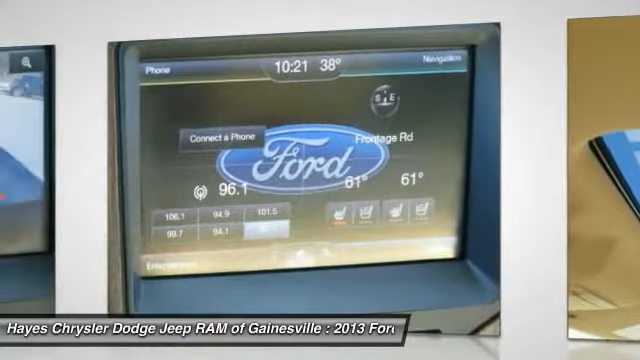 Phone
10:21 38°
Navigation
S E
Connect a Phone
Ford
Frontage Rd
96.1
61° 61°
106.1 94.9 101.5
99.7 94.1
Hayes Chrysler Dodge Jeep RAM of Gainesville : 2013 For